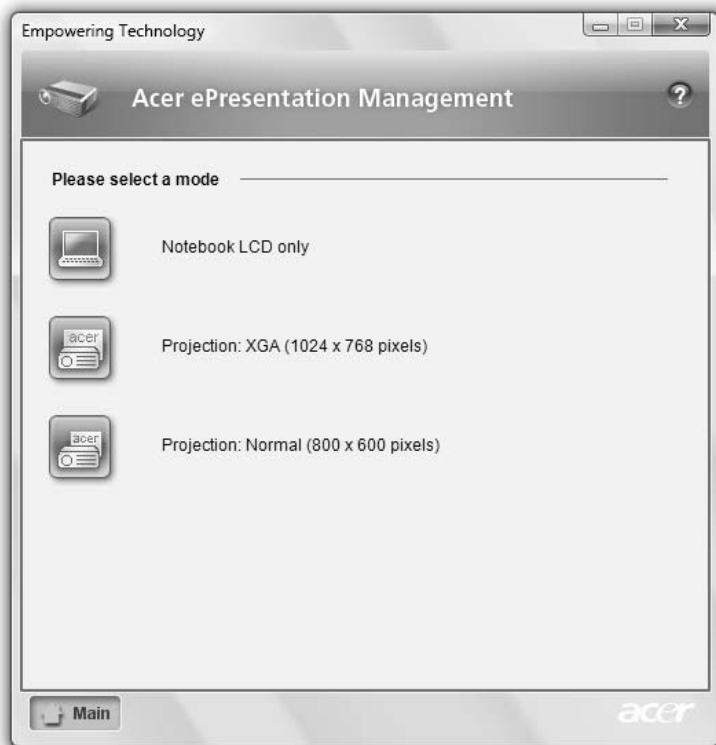 Empowering Technology
Acer ePresentation Management
?
Please select a mode
Notebook LCD only
acer
Projection: XGA (1024 x 768 pixels)
acer
Projection: Normal (800 x 600 pixels)
Main
acer